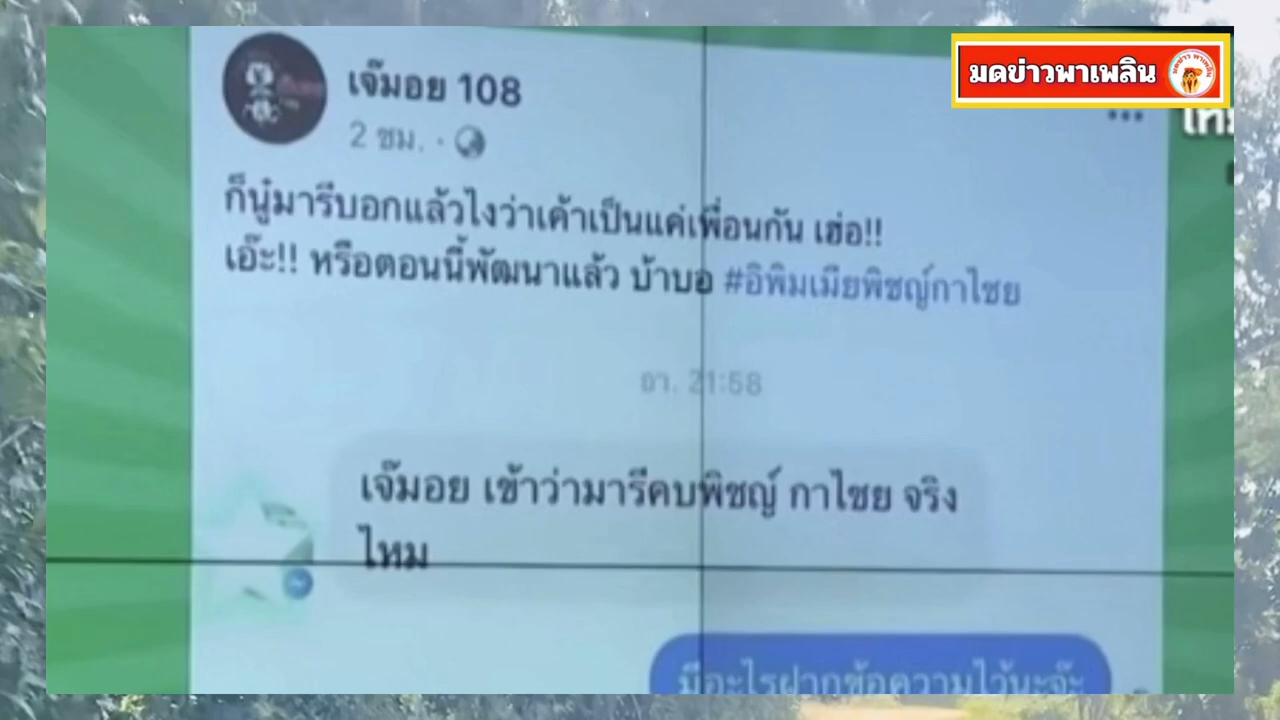 มดข่าวพาเพลิน
เจ๊มอย 108
2 ชม.
ก็นู๋มารีบอกแล้วไงว่าเค้าเป็นแค่เพื่อนกัน เฮ่อ!!
เอ๊ะ!! หรือตอนนี้พัฒนาแล้ว บ้าบอ #อิพิมเมียพิชญ์กาไชย
อา. 21:58
เจ๊มอย เข้าว่ามารีคบพิชญ์ กาไชย จริง
ไหม
มีอะไรฝากข้อความไว้นะจ๊ะ